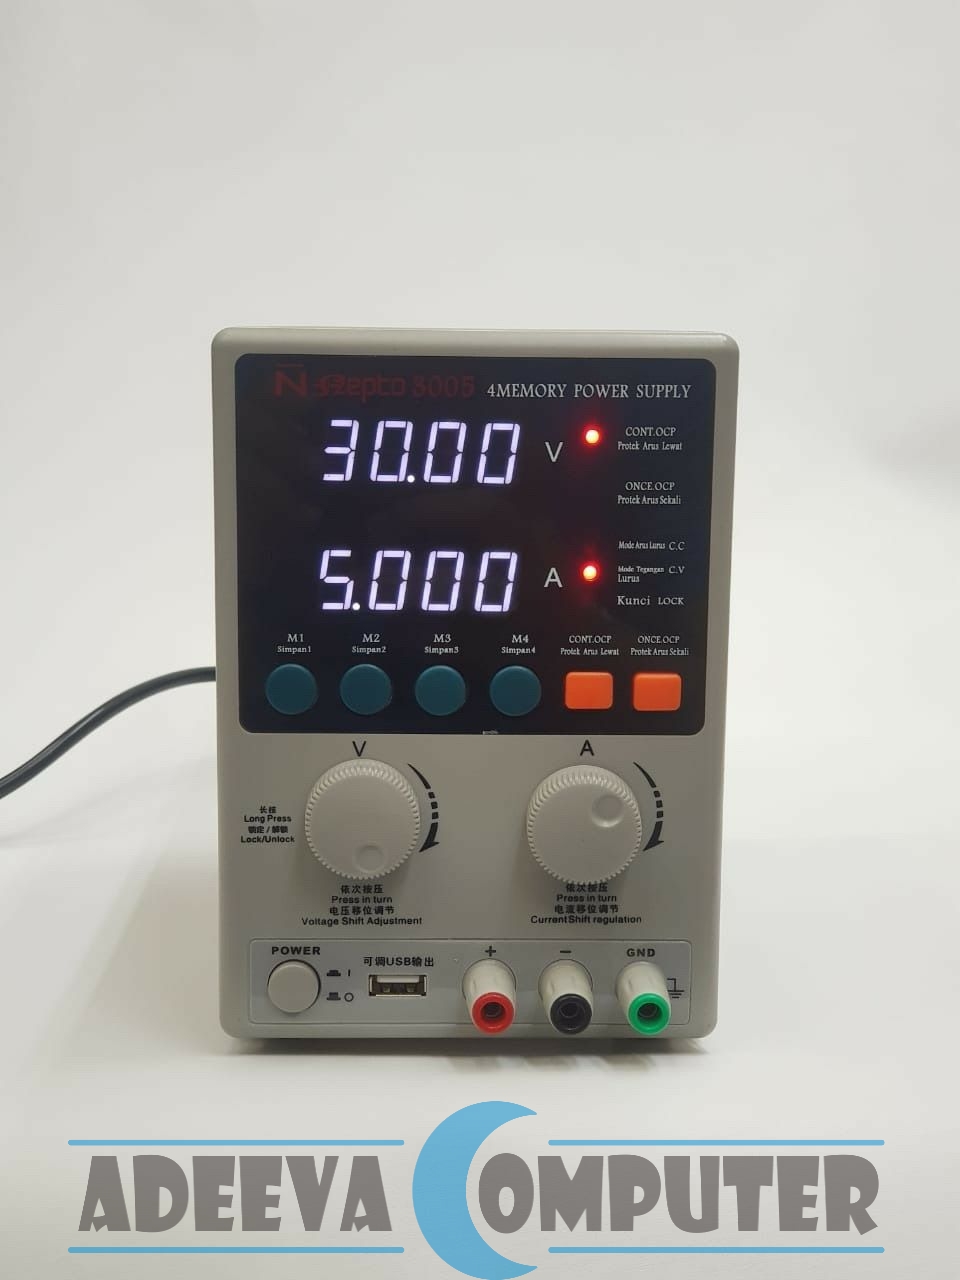 N Szepto 3005 4MEMORY POWER SUPPLY
30.00 V
CONT.OCP
Protek Arus Lewat
ONCE.OCP
Protek Arus Sekali
5.000 A
Mode Arus Lurus C.C
Mode Tegangan C.V
Lurus
Kunci LOCK
M1 M2 M3 M4 CONT.OCP ONCE.OCP
Simpan1 Simpan2 Simpan3 Simpan4 Protek Arus Lewat Protek Arus Sekali
V A
长按
Long Press
锁定/解锁
Lock/Unlock
依次按压
Press in turn
电压移位调节
Voltage Shift Adjustment
依次按压
Press in turn
电流移位调节
CurrentShift regulation
POWER
可调USB输出
+ − GND
ADEEVA COMPUTER